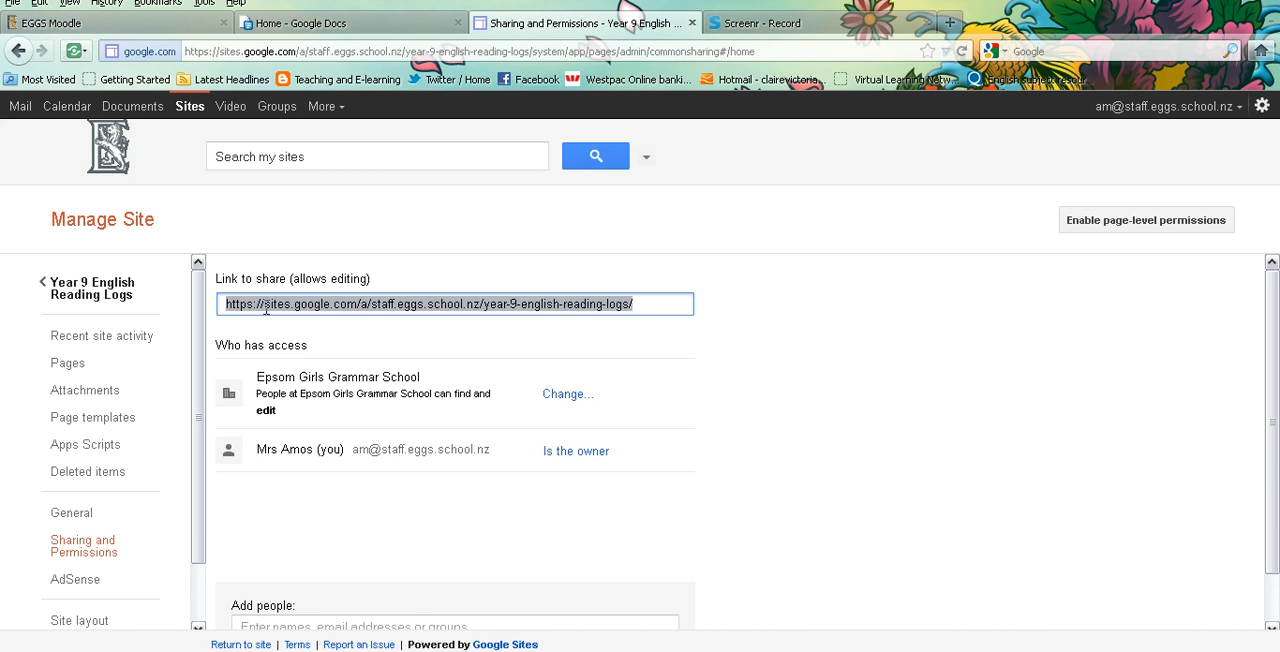 File Edit View History Bookmarks Tools Help
EGGS Moodle × Home - Google Docs × Sharing and Permissions - Year 9 English ... × Screenr - Record +
google.com https://sites.google.com/a/staff.eggs.school.nz/year-9-english-reading-logs/system/app/pages/admin/commonsharing#/home Google
Most Visited Getting Started Latest Headlines Teaching and E-learning Twitter / Home Facebook Westpac Online banki... Hotmail - clairevictoria... Virtual Learning Netw... English subject resour...
Mail Calendar Documents Sites Video Groups More am@staff.eggs.school.nz
E
Search my sites
Manage Site
Enable page-level permissions
Year 9 English
Reading Logs
Recent site activity
Pages
Attachments
Page templates
Apps Scripts
Deleted items
General
Sharing and
Permissions
AdSense
Site layout
Link to share (allows editing)
https://sites.google.com/a/staff.eggs.school.nz/year-9-english-reading-logs/
Who has access
Epsom Girls Grammar School
People at Epsom Girls Grammar School can find and
edit
Change...
Mrs Amos (you) am@staff.eggs.school.nz
Is the owner
Add people:
Enter names, email addresses or groups
Return to site | Terms | Report an Issue | Powered by Google Sites